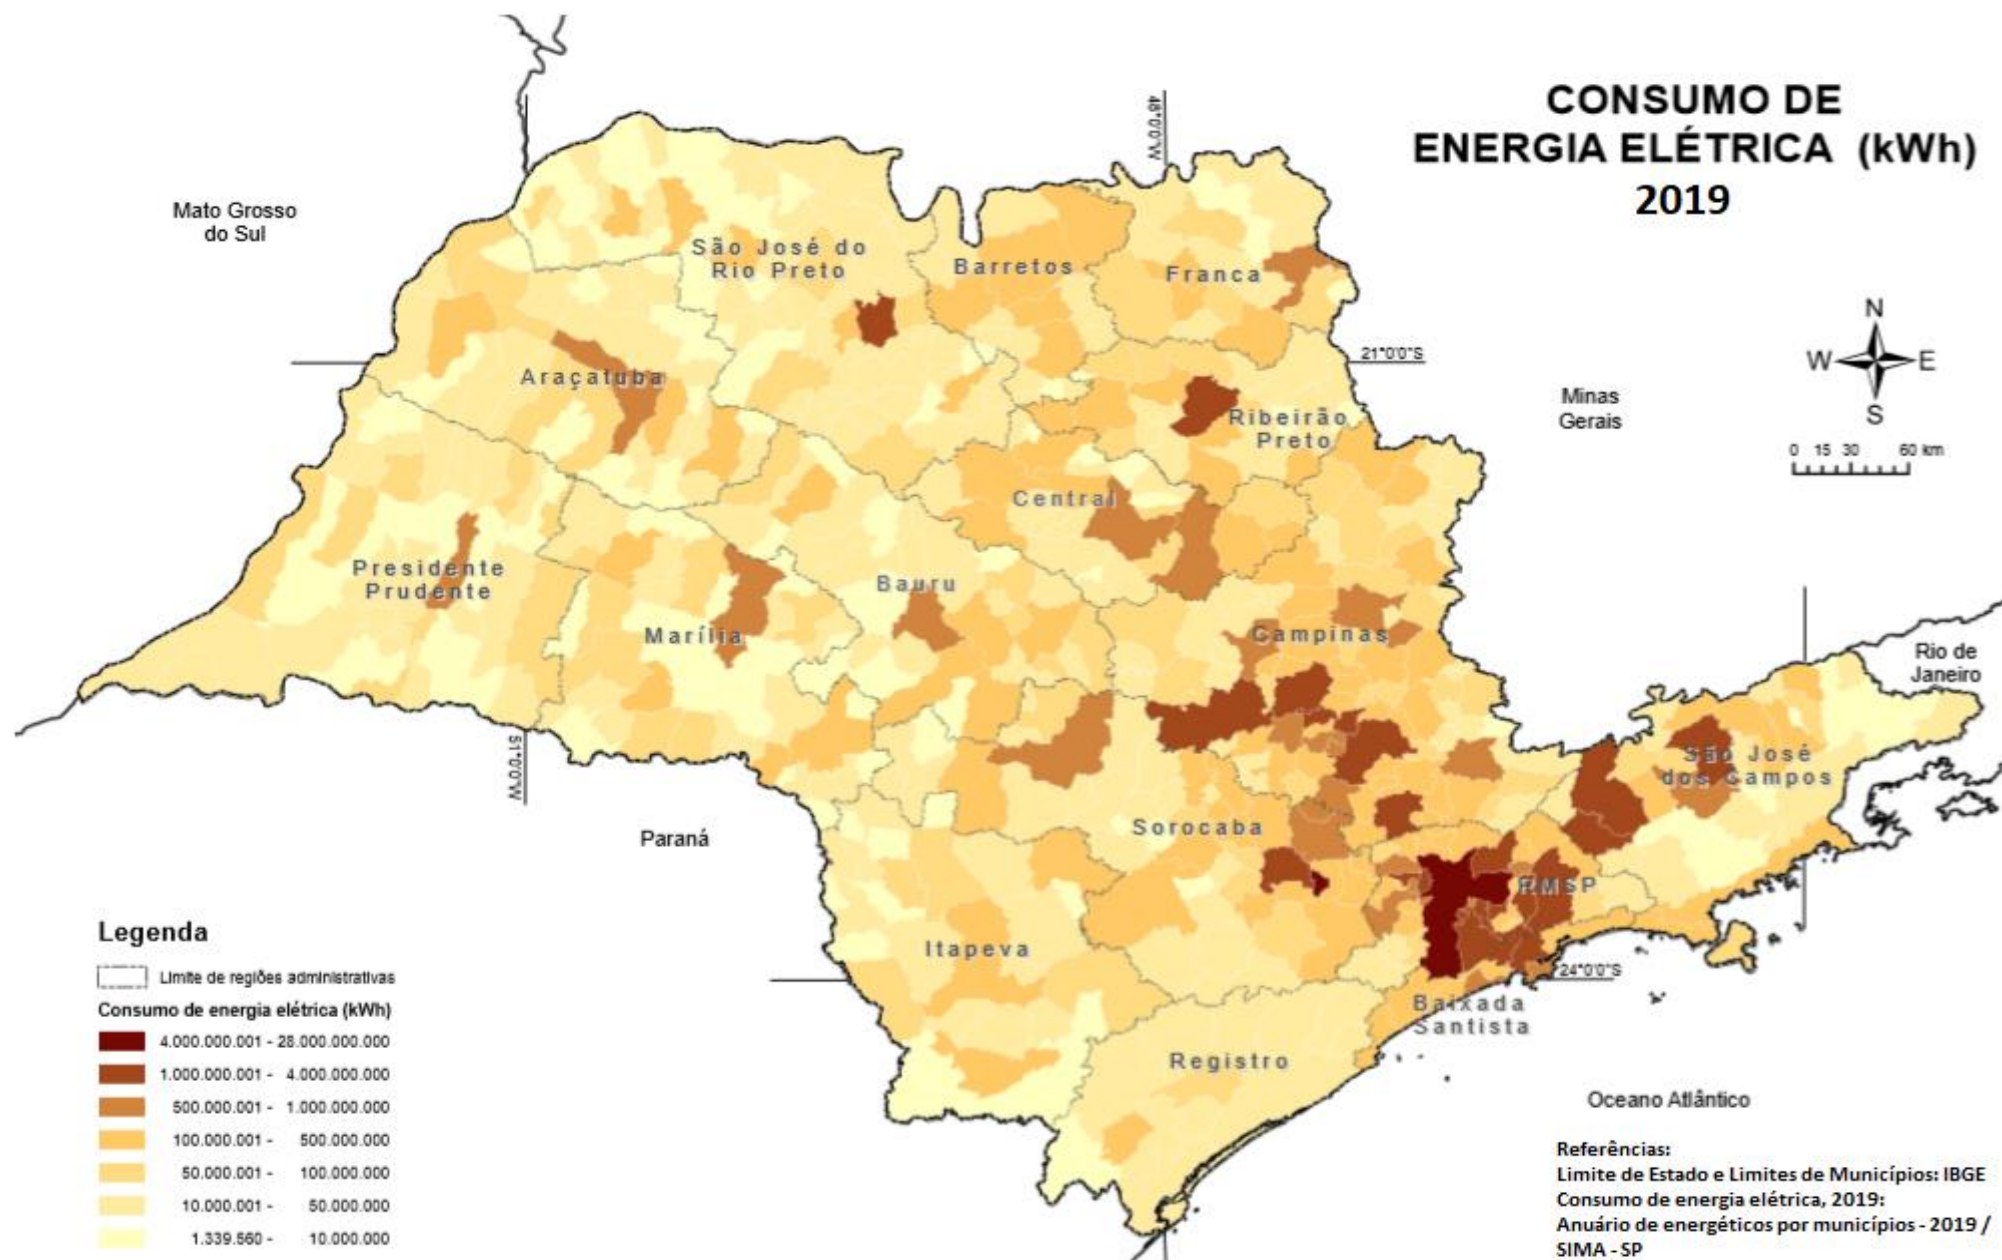 CONSUMO DE
ENERGIA ELÉTRICA (kWh)
2019
48°0'0"W
Mato Grosso
do Sul
São José do
Rio Preto
Barretos
Franca
N
W
E
S
21°0'0"S
Minas
Gerais
0 15 30 60 km
Araçatuba
Ribeirão
Preto
Central
Presidente
Prudente
Bauru
Marília
Campinas
Rio de
Janeiro
51°0'0"W
São José
dos Campos
Paraná
Sorocaba
RMSP
Itapeva
24°0'0"S
Baixada
Santista
Registro
Oceano Atlântico
Legenda
Limite de regiões administrativas
Consumo de energia elétrica (kWh)
4.000.000.001 - 28.000.000.000
1.000.000.001 - 4.000.000.000
500.000.001 - 1.000.000.000
100.000.001 - 500.000.000
50.000.001 - 100.000.000
10.000.001 - 50.000.000
1.339.560 - 10.000.000
Referências:
Limite de Estado e Limites de Municípios: IBGE
Consumo de energia elétrica, 2019:
Anuário de energéticos por municípios - 2019 /
SIMA - SP